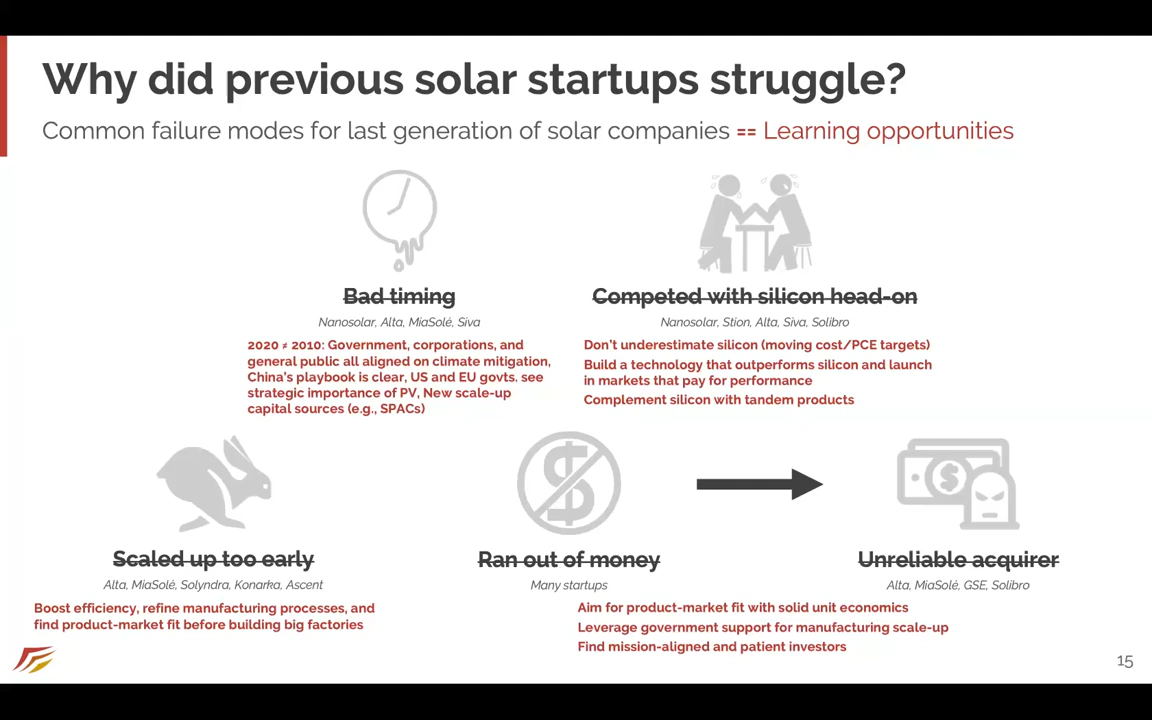 Why did previous solar startups struggle?
Common failure modes for last generation of solar companies == Learning opportunities
Bad timing
Nanosolar, Alta, MiaSolé, Siva
2020 ≠ 2010: Government, corporations, and
general public all aligned on climate mitigation,
China's playbook is clear, US and EU govts. see
strategic importance of PV, New scale-up
capital sources (e.g., SPACs)
Competed with silicon head-on
Nanosolar, Stion, Alta, Siva, Solibro
Don't underestimate silicon (moving cost/PCE targets)
Build a technology that outperforms silicon and launch
in markets that pay for performance
Complement silicon with tandem products
Scaled up too early
Alta, MiaSolé, Solyndra, Konarka, Ascent
Boost efficiency, refine manufacturing processes, and
find product-market fit before building big factories
$
Ran out of money
Many startups
$
Unreliable acquirer
Alta, MiaSolé, GSE, Solibro
Aim for product-market fit with solid unit economics
Leverage government support for manufacturing scale-up
Find mission-aligned and patient investors
15